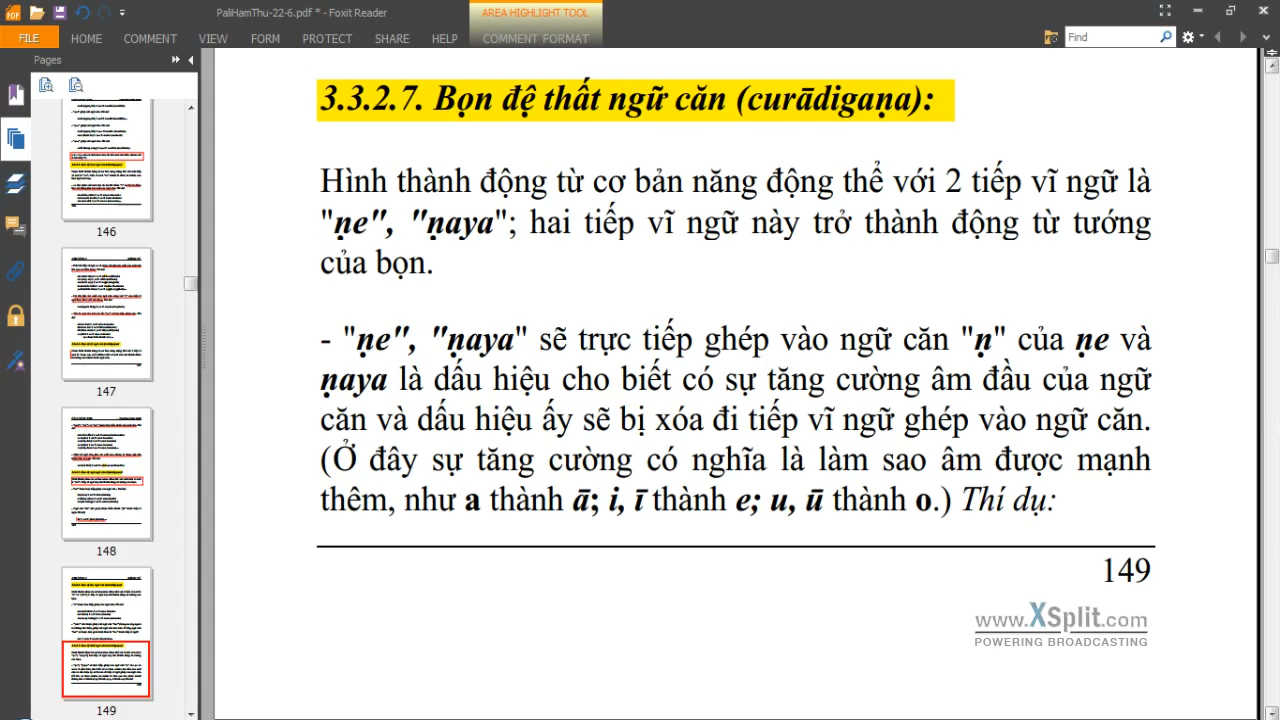 PDF
PaliHamThu-22-6.pdf * - Foxit Reader
AREA HIGHLIGHT TOOL
FILE HOME COMMENT VIEW FORM PROTECT SHARE HELP COMMENT FORMAT
Find
Pages
146
147
148
149
3.3.2.7. Bọn đệ thất ngữ căn (curādigaṇa):
Hình thành động từ cơ bản năng động thể với 2 tiếp vĩ ngữ là
"ṇe", "ṇaya"; hai tiếp vĩ ngữ này trở thành động từ tướng
của bọn.
- "ṇe", "ṇaya" sẽ trực tiếp ghép vào ngữ căn "ṇ" của ṇe và
ṇaya là dấu hiệu cho biết có sự tăng cường âm đầu của ngữ
căn và dấu hiệu ấy sẽ bị xóa đi tiếp vĩ ngữ ghép vào ngữ căn.
(Ở đây sự tăng cường có nghĩa là làm sao âm được mạnh
thêm, như a thành ā; i, ī thành e; u, ū thành o.) Thí dụ:
149
www.XSplit.com
POWERING BROADCASTING